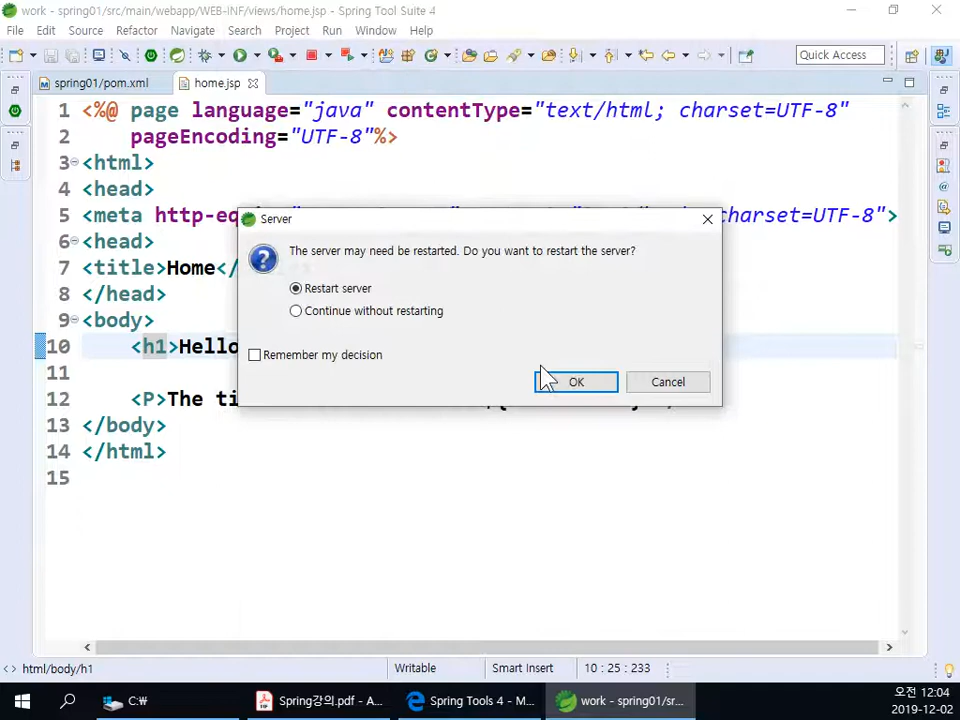 work - spring01/src/main/webapp/WEB-INF/views/home.jsp - Spring Tool Suite 4
File Edit Source Refactor Navigate Search Project Run Window Help
Quick Access
spring01/pom.xml home.jsp
1 <%@ page language="java" contentType="text/html; charset=UTF-8"
2 pageEncoding="UTF-8"%>
3 <html>
4 <head>
5 <meta http-eq charset=UTF-8">
6 <head>
7 <title>Home</
8 </head>
9 <body>
10 <h1>Hello
11
12 <P>The ti
13 </body>
14 </html>
15
Server
The server may need be restarted. Do you want to restart the server?
Restart server
Continue without restarting
Remember my decision
OK Cancel
<> html/body/h1 Writable Smart Insert 10 : 25 : 233
C:₩ Spring강의.pdf - A... Spring Tools 4 - M... work - spring01/sr...
오전 12:04
2019-12-02